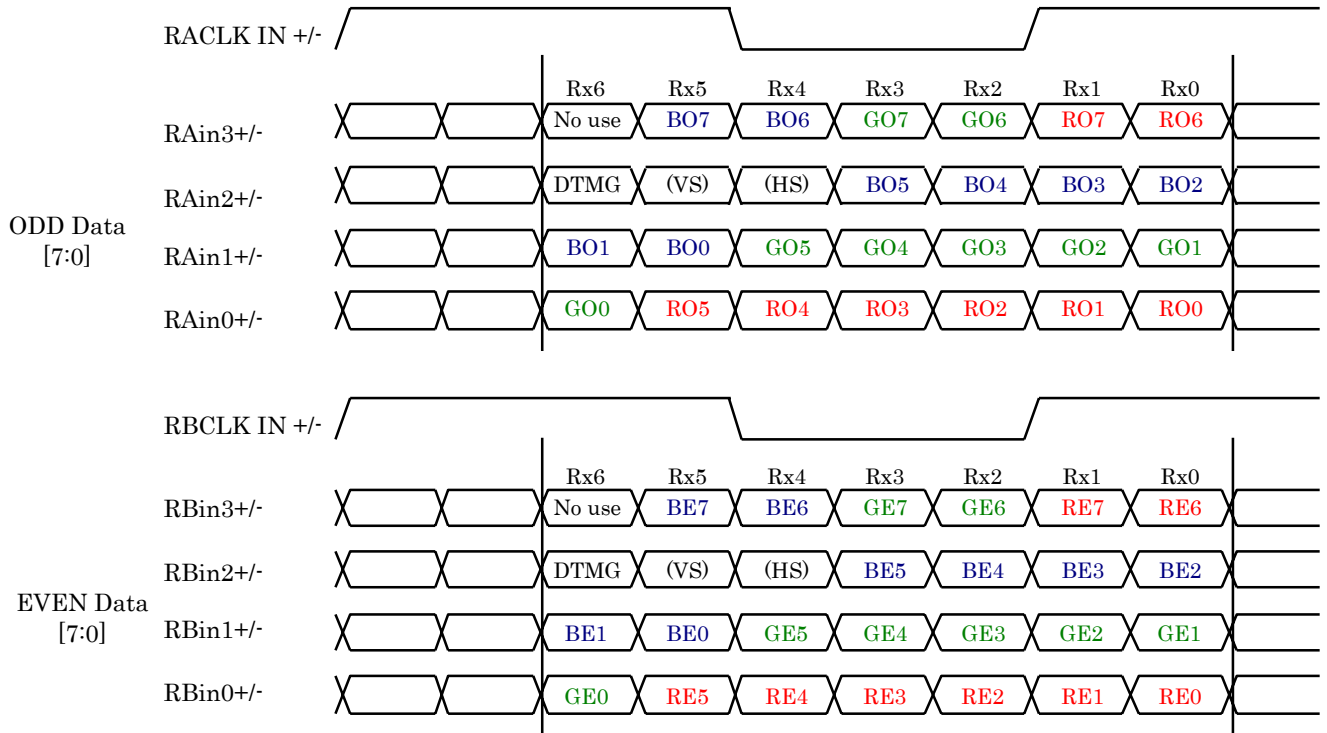 RACLK IN +/-
Rx6 Rx5 Rx4 Rx3 Rx2 Rx1 Rx0
RAin3+/- No use BO7 BO6 GO7 GO6 RO7 RO6
RAin2+/- DTMG (VS) (HS) BO5 BO4 BO3 BO2
ODD Data
[7:0]
RAin1+/- BO1 BO0 GO5 GO4 GO3 GO2 GO1
RAin0+/- GO0 RO5 RO4 RO3 RO2 RO1 RO0
RBCLK IN +/-
Rx6 Rx5 Rx4 Rx3 Rx2 Rx1 Rx0
RBin3+/- No use BE7 BE6 GE7 GE6 RE7 RE6
RBin2+/- DTMG (VS) (HS) BE5 BE4 BE3 BE2
EVEN Data
[7:0]
RBin1+/- BE1 BE0 GE5 GE4 GE3 GE2 GE1
RBin0+/- GE0 RE5 RE4 RE3 RE2 RE1 RE0